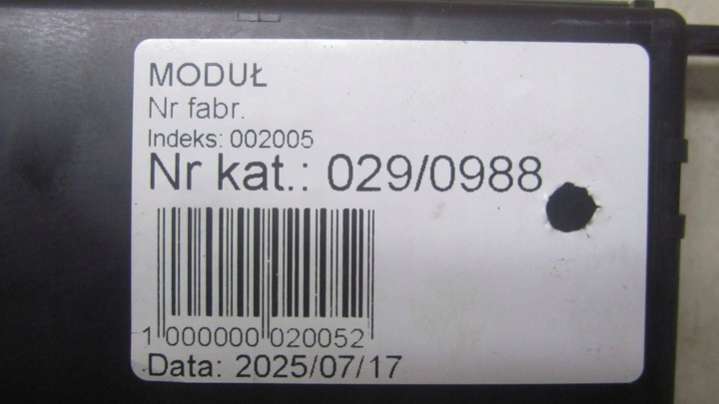 MODUŁ
Nr fabr.
Indeks: 002005
Nr kat.: 029/0988
1 000000 020052
Data: 2025/07/17